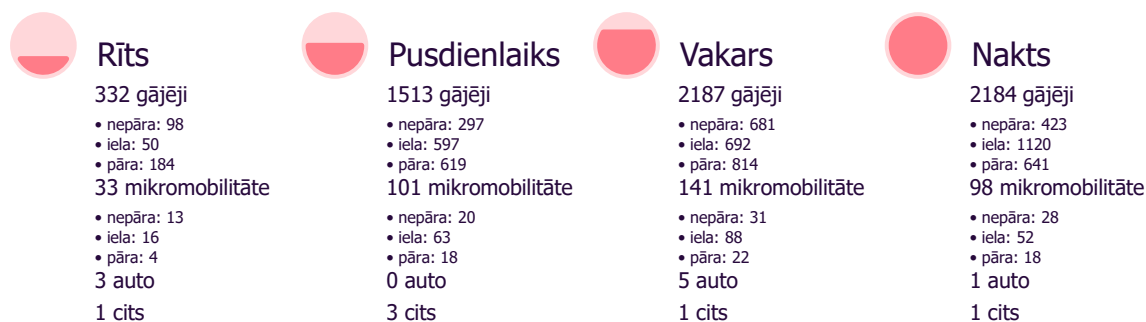 Rīts
332 gājēji
• nepāra: 98
• iela: 50
• pāra: 184
33 mikromobilitāte
• nepāra: 13
• iela: 16
• pāra: 4
3 auto
1 cits
Pusdienlaiks
1513 gājēji
• nepāra: 297
• iela: 597
• pāra: 619
101 mikromobilitāte
• nepāra: 20
• iela: 63
• pāra: 18
0 auto
3 cits
Vakars
2187 gājēji
• nepāra: 681
• iela: 692
• pāra: 814
141 mikromobilitāte
• nepāra: 31
• iela: 88
• pāra: 22
5 auto
1 cits
Nakts
2184 gājēji
• nepāra: 423
• iela: 1120
• pāra: 641
98 mikromobilitāte
• nepāra: 28
• iela: 52
• pāra: 18
1 auto
1 cits